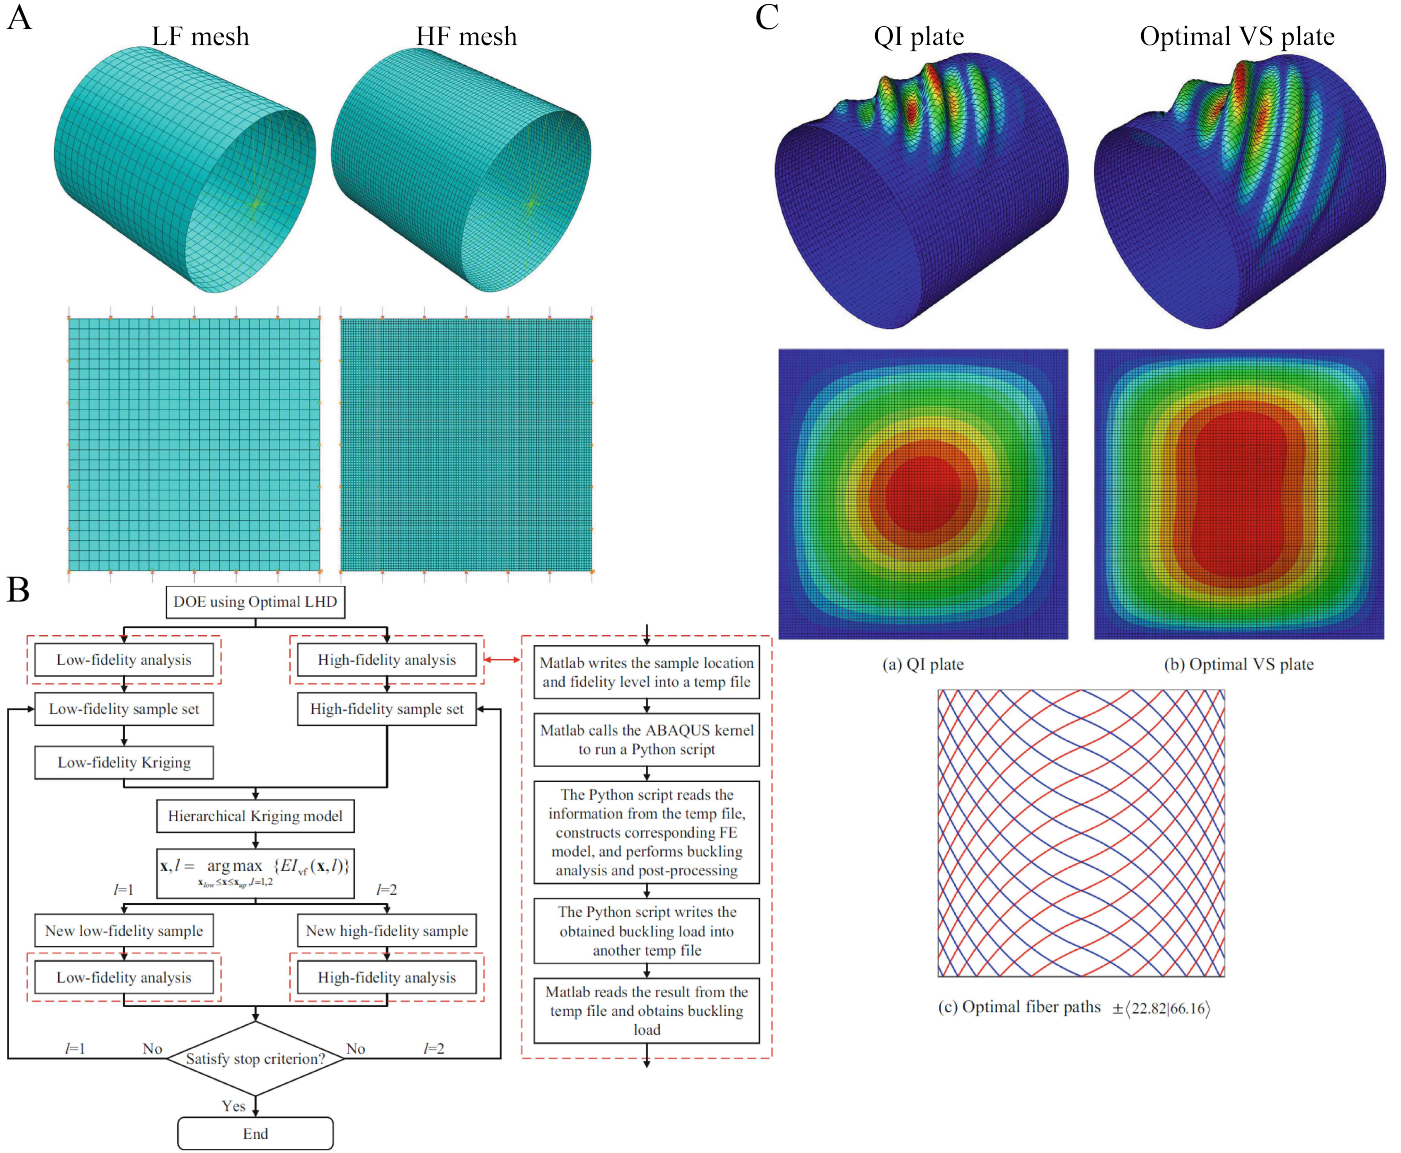 A
LF mesh
HF mesh
B
DOE using Optimal LHD
Low-fidelity analysis
High-fidelity analysis
Low-fidelity sample set
High-fidelity sample set
Low-fidelity Kriging
Hierarchical Kriging model
x, l = arg max {EI_vf (x, l)}
x_low ≤x≤x_up ,l=1,2
l=1
l=2
New low-fidelity sample
New high-fidelity sample
Low-fidelity analysis
High-fidelity analysis
l=1
No
Satisfy stop criterion?
No
l=2
Yes
End
Matlab writes the sample location
and fidelity level into a temp file
Matlab calls the ABAQUS kernel
to run a Python script
The Python script reads the
information from the temp file,
constructs corresponding FE
model, and performs buckling
analysis and post-processing
The Python script writes the
obtained buckling load into
another temp file
Matlab reads the result from the
temp file and obtains buckling
load
C
QI plate
Optimal VS plate
(a) QI plate
(b) Optimal VS plate
(c) Optimal fiber paths ±⟨22.82|66.16⟩